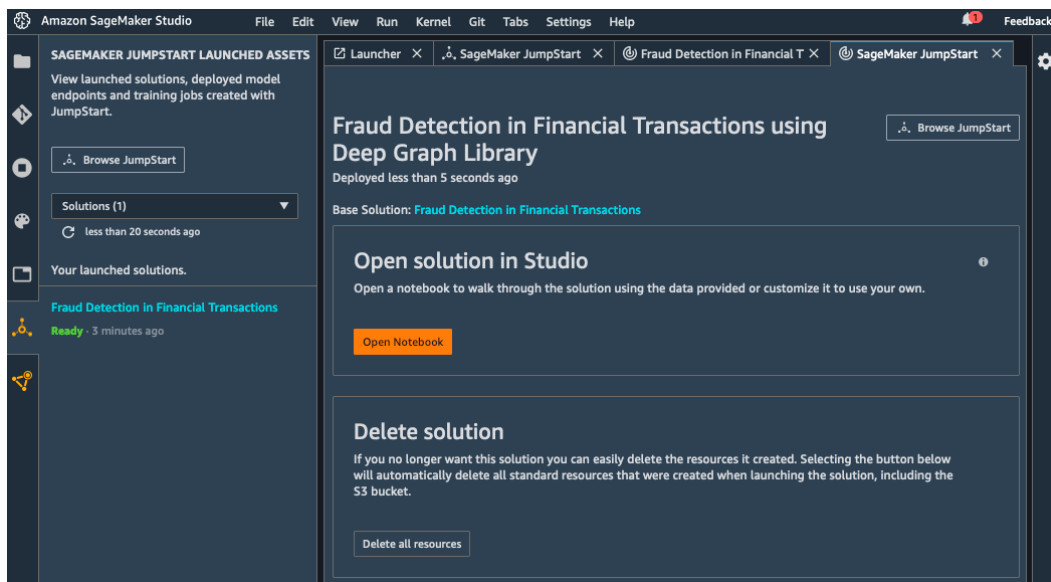 Amazon SageMaker Studio File Edit View Run Kernel Git Tabs Settings Help 1 Feedback
SAGEMAKER JUMPSTART LAUNCHED ASSETS
View launched solutions, deployed model
endpoints and training jobs created with
JumpStart.
Browse JumpStart
Solutions (1)
less than 20 seconds ago
Your launched solutions.
Fraud Detection in Financial Transactions
Ready · 3 minutes ago
Launcher SageMaker JumpStart Fraud Detection in Financial T SageMaker JumpStart
Fraud Detection in Financial Transactions using
Deep Graph Library
Browse JumpStart
Deployed less than 5 seconds ago
Base Solution: Fraud Detection in Financial Transactions
Open solution in Studio
Open a notebook to walk through the solution using the data provided or customize it to use your own.
Open Notebook
Delete solution
If you no longer want this solution you can easily delete the resources it created. Selecting the button below
will automatically delete all standard resources that were created when launching the solution, including the
S3 bucket.
Delete all resources